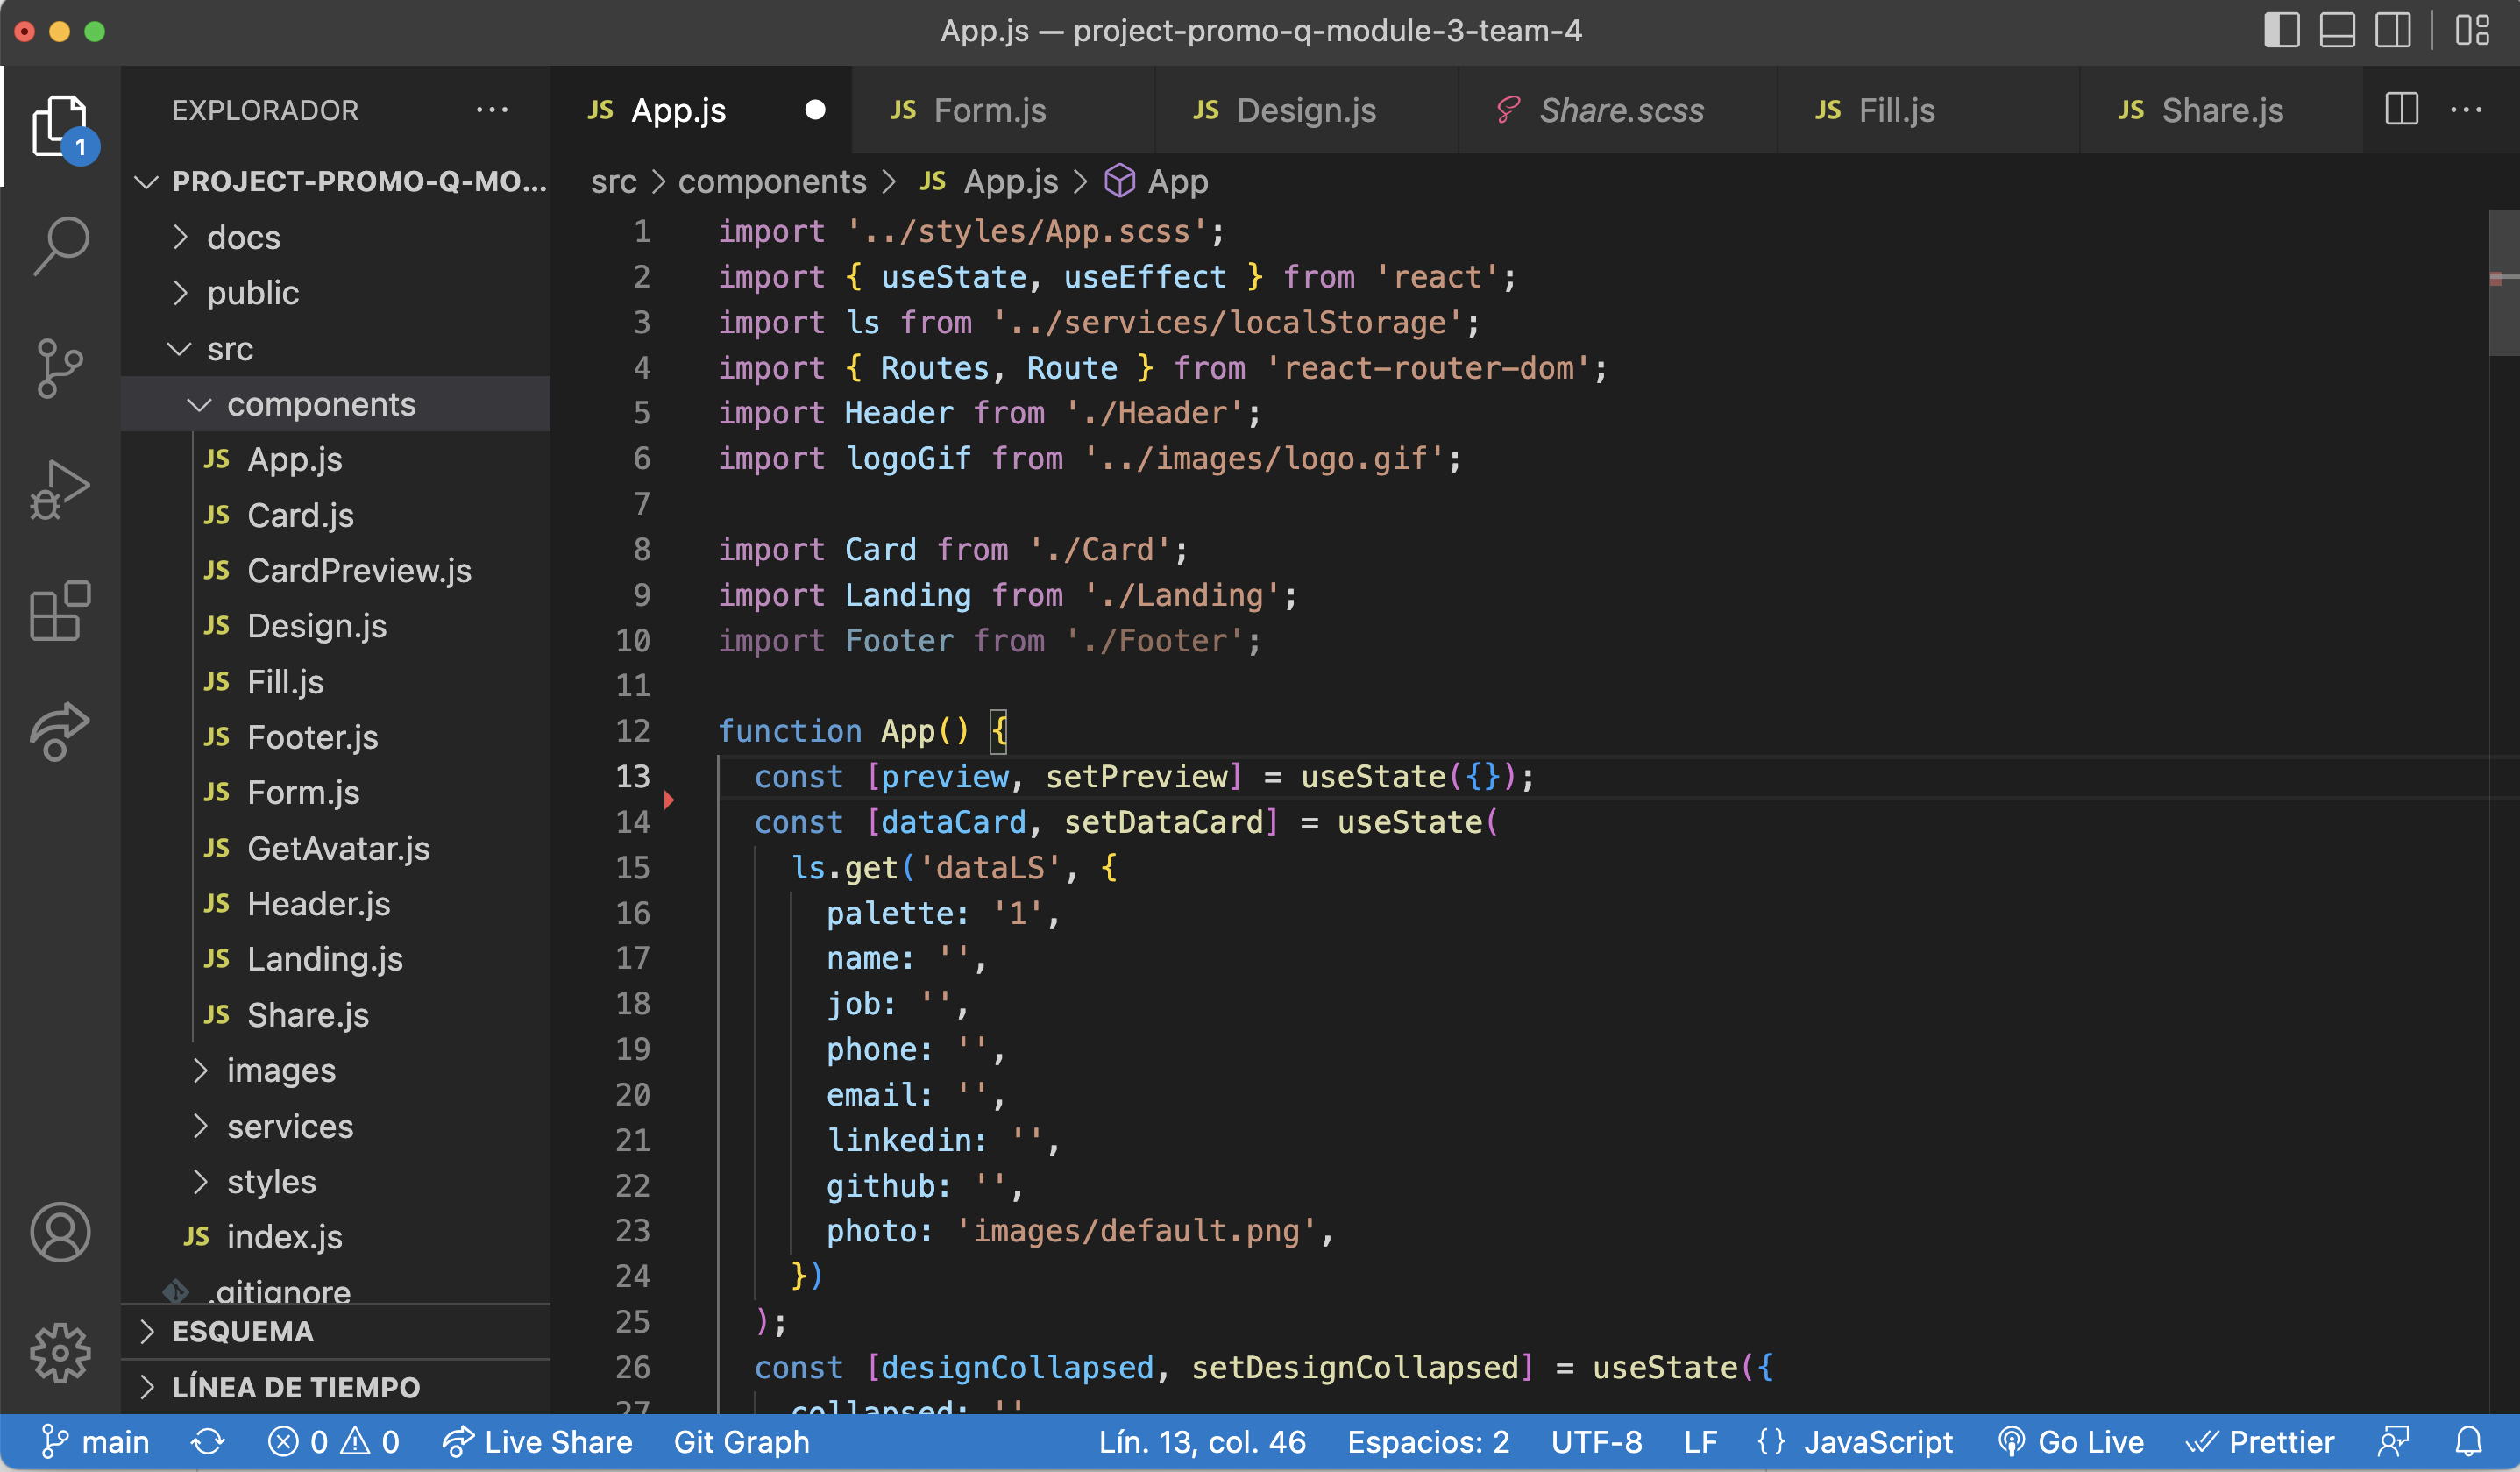 App.js — project-promo-q-module-3-team-4
1
EXPLORADOR
PROJECT-PROMO-Q-MO...
docs
public
src
components
JS App.js
JS Card.js
JS CardPreview.js
JS Design.js
JS Fill.js
JS Footer.js
JS Form.js
JS GetAvatar.js
JS Header.js
JS Landing.js
JS Share.js
images
services
styles
JS index.js
.gitignore
ESQUEMA
LÍNEA DE TIEMPO
JS App.js
JS Form.js
JS Design.js
Share.scss
JS Fill.js
JS Share.js
src > components > JS App.js > App
1 import '../styles/App.scss';
2 import { useState, useEffect } from 'react';
3 import ls from '../services/localStorage';
4 import { Routes, Route } from 'react-router-dom';
5 import Header from './Header';
6 import logoGif from '../images/logo.gif';
7
8 import Card from './Card';
9 import Landing from './Landing';
10 import Footer from './Footer';
11
12 function App() {
13 const [preview, setPreview] = useState({});
14 const [dataCard, setDataCard] = useState(
15 ls.get('dataLS', {
16 palette: '1',
17 name: '',
18 job: '',
19 phone: '',
20 email: '',
21 linkedin: '',
22 github: '',
23 photo: 'images/default.png',
24 })
25 );
26 const [designCollapsed, setDesignCollapsed] = useState({
27 collapsed: ''
main
0
0
Live Share
Git Graph
Lín. 13, col. 46
Espacios: 2
UTF-8
LF
{} JavaScript
Go Live
Prettier